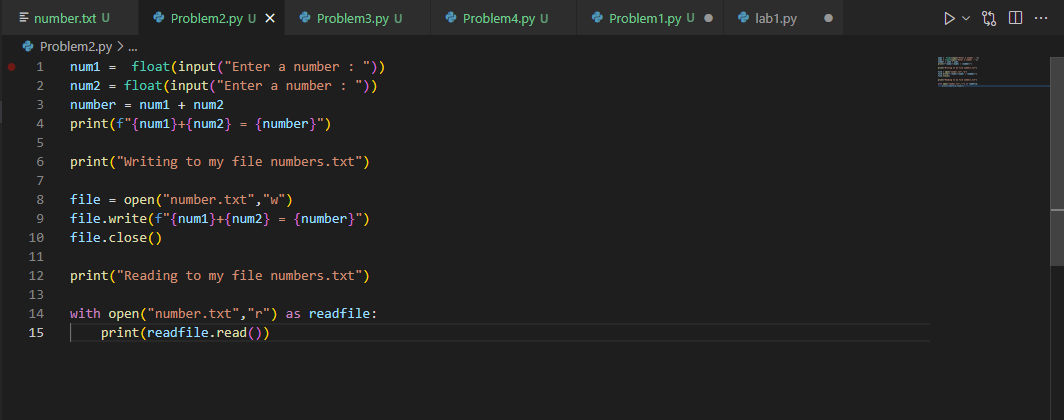 number.txt U Problem2.py U Problem3.py U Problem4.py U Problem1.py U lab1.py
Problem2.py > ...
1 num1 =  float(input("Enter a number : "))
2 num2 = float(input("Enter a number : "))
3 number = num1 + num2
4 print(f"{num1}+{num2} = {number}")
5
6 print("Writing to my file numbers.txt")
7
8 file = open("number.txt","w")
9 file.write(f"{num1}+{num2} = {number}")
10 file.close()
11
12 print("Reading to my file numbers.txt")
13
14 with open("number.txt","r") as readfile:
15     print(readfile.read())